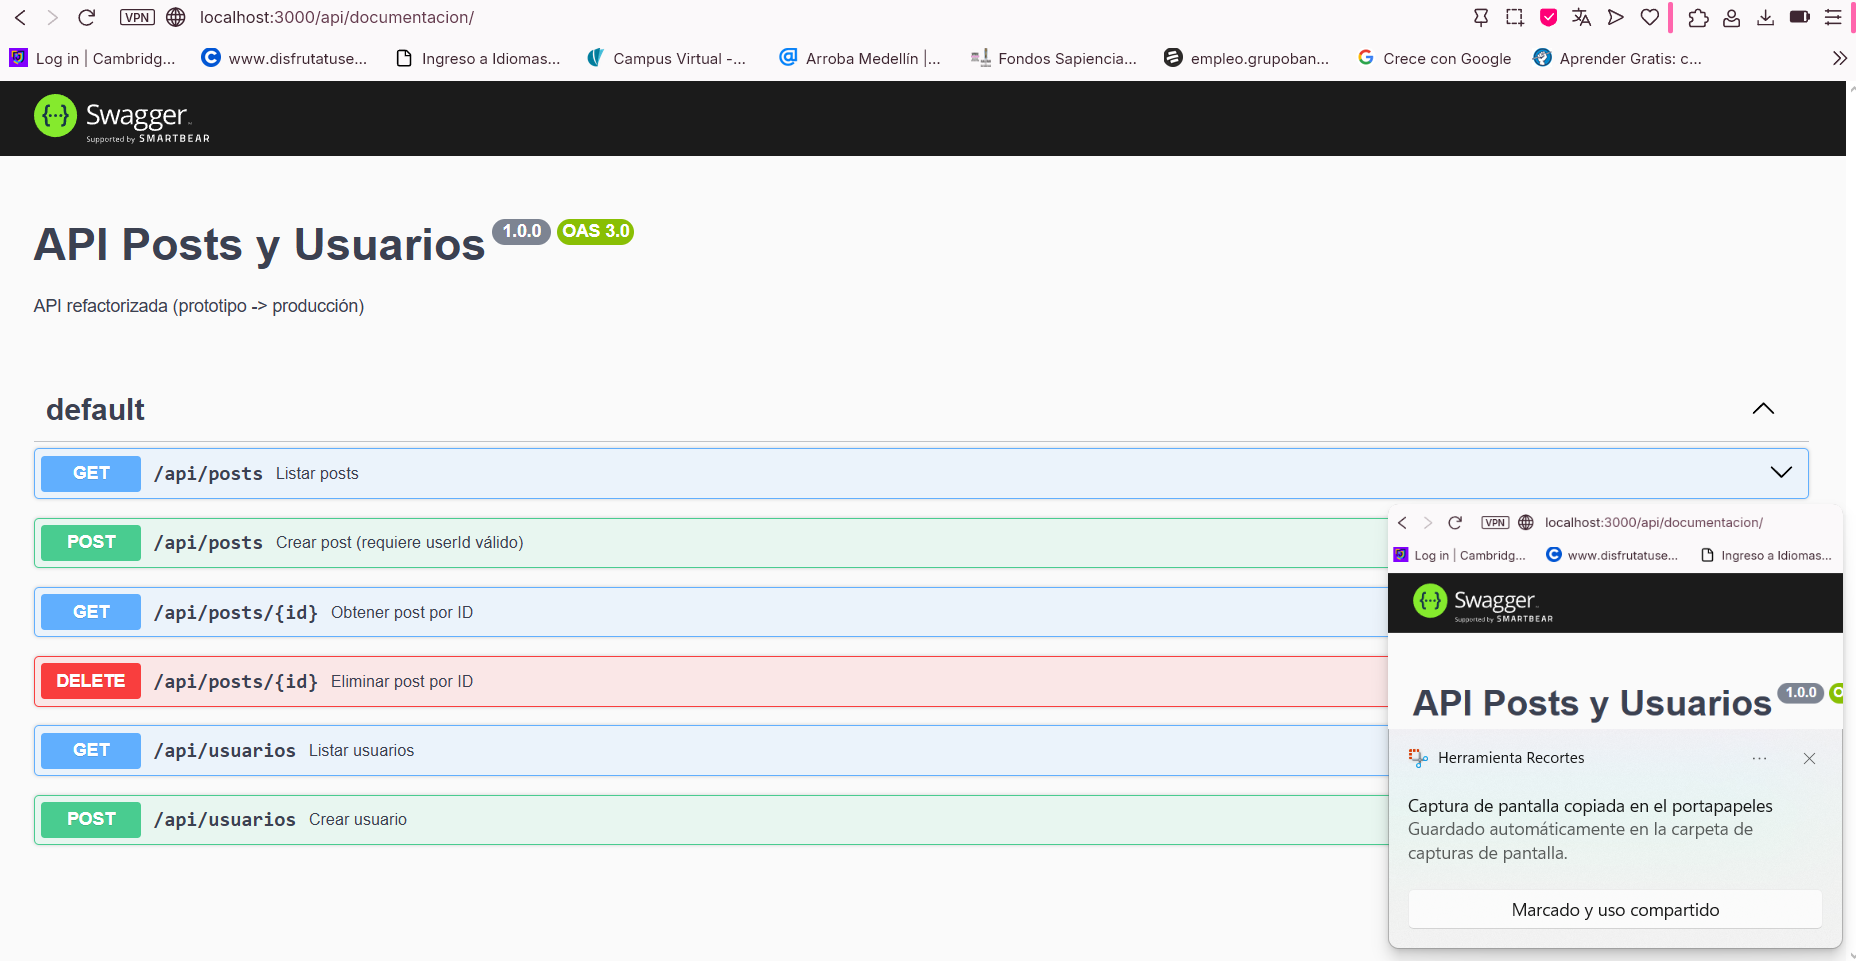 VPN localhost:3000/api/documentacion/
Log in | Cambridg... www.disfrutatuse... Ingreso a Idiomas... Campus Virtual -... Arroba Medellín |... Fondos Sapiencia... empleo.grupoban... Crece con Google Aprender Gratis: c...
{···} Swagger
Supported by SMARTBEAR
API Posts y Usuarios 1.0.0 OAS 3.0
API refactorizada (prototipo -> producción)
default
GET /api/posts Listar posts
POST /api/posts Crear post (requiere userId válido)
GET /api/posts/{id} Obtener post por ID
DELETE /api/posts/{id} Eliminar post por ID
GET /api/usuarios Listar usuarios
POST /api/usuarios Crear usuario
VPN localhost:3000/api/documentacion/
Log in | Cambridg... www.disfrutatuse... Ingreso a Idiomas...
{···} Swagger
Supported by SMARTBEAR
API Posts y Usuarios 1.0.0 O
Herramienta Recortes
Captura de pantalla copiada en el portapapeles
Guardado automáticamente en la carpeta de
capturas de pantalla.
Marcado y uso compartido